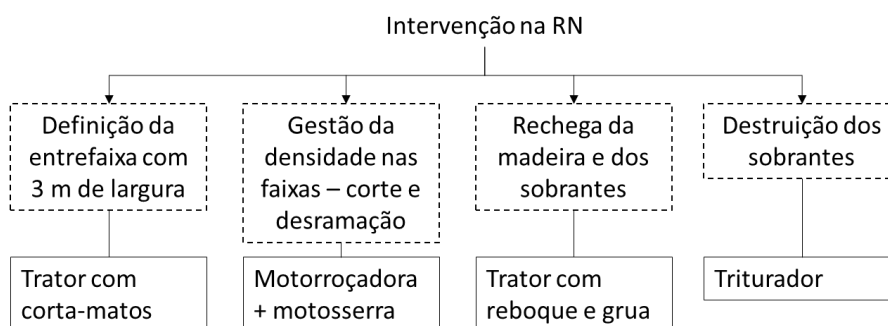 Intervenção na RN
Definição da
entrefaixa com
3 m de largura
Gestão da
densidade nas
faixas – corte e
desramação
Rechega da
madeira e dos
sobrantes
Destruição dos
sobrantes
Trator com
corta-matos
Motorroçadora
+ motosserra
Trator com
reboque e grua
Triturador